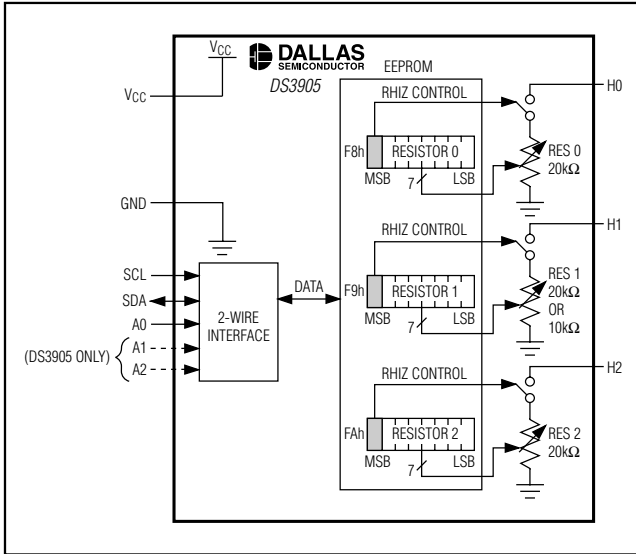 VCC
DALLAS
SEMICONDUCTOR
DS3905
EEPROM
VCC
RHIZ CONTROL
H0
F8h
RESISTOR 0
MSB
LSB
7
RES 0
20kΩ
GND
RHIZ CONTROL
H1
F9h
RESISTOR 1
MSB
LSB
7
RES 1
20kΩ
OR
10kΩ
SCL
SDA
A0
(DS3905 ONLY)
A1
A2
2-WIRE
INTERFACE
DATA
RHIZ CONTROL
H2
FAh
RESISTOR 2
MSB
LSB
7
RES 2
20kΩ